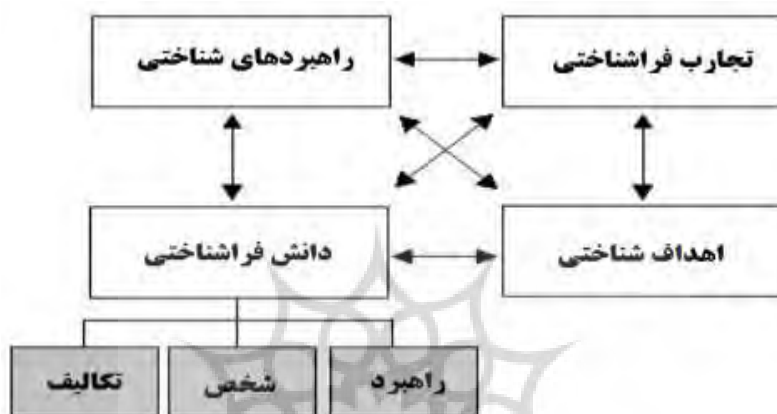 تجارب فراشناختی
راهبردهای شناختی
اهداف شناختی
دانش فراشناختی
راهبرد
شخص
تکالیف